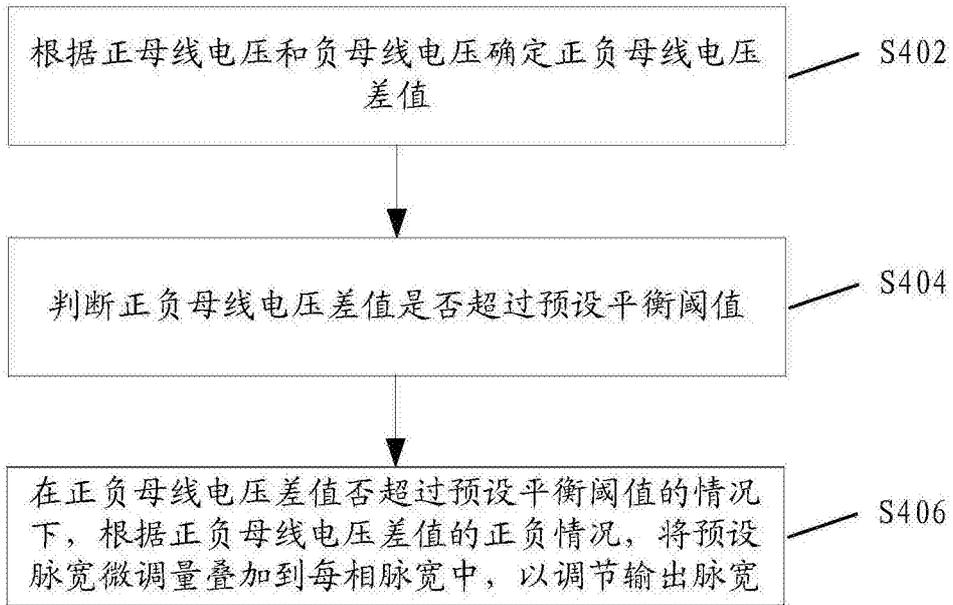 根据正母线电压和负母线电压确定正负母线电压
差值
S402
判断正负母线电压差值是否超过预设平衡阈值
S404
在正负母线电压差值否超过预设平衡阈值的情况
下，根据正负母线电压差值的正负情况，将预设
脉宽微调量叠加到每相脉宽中，以调节输出脉宽
S406